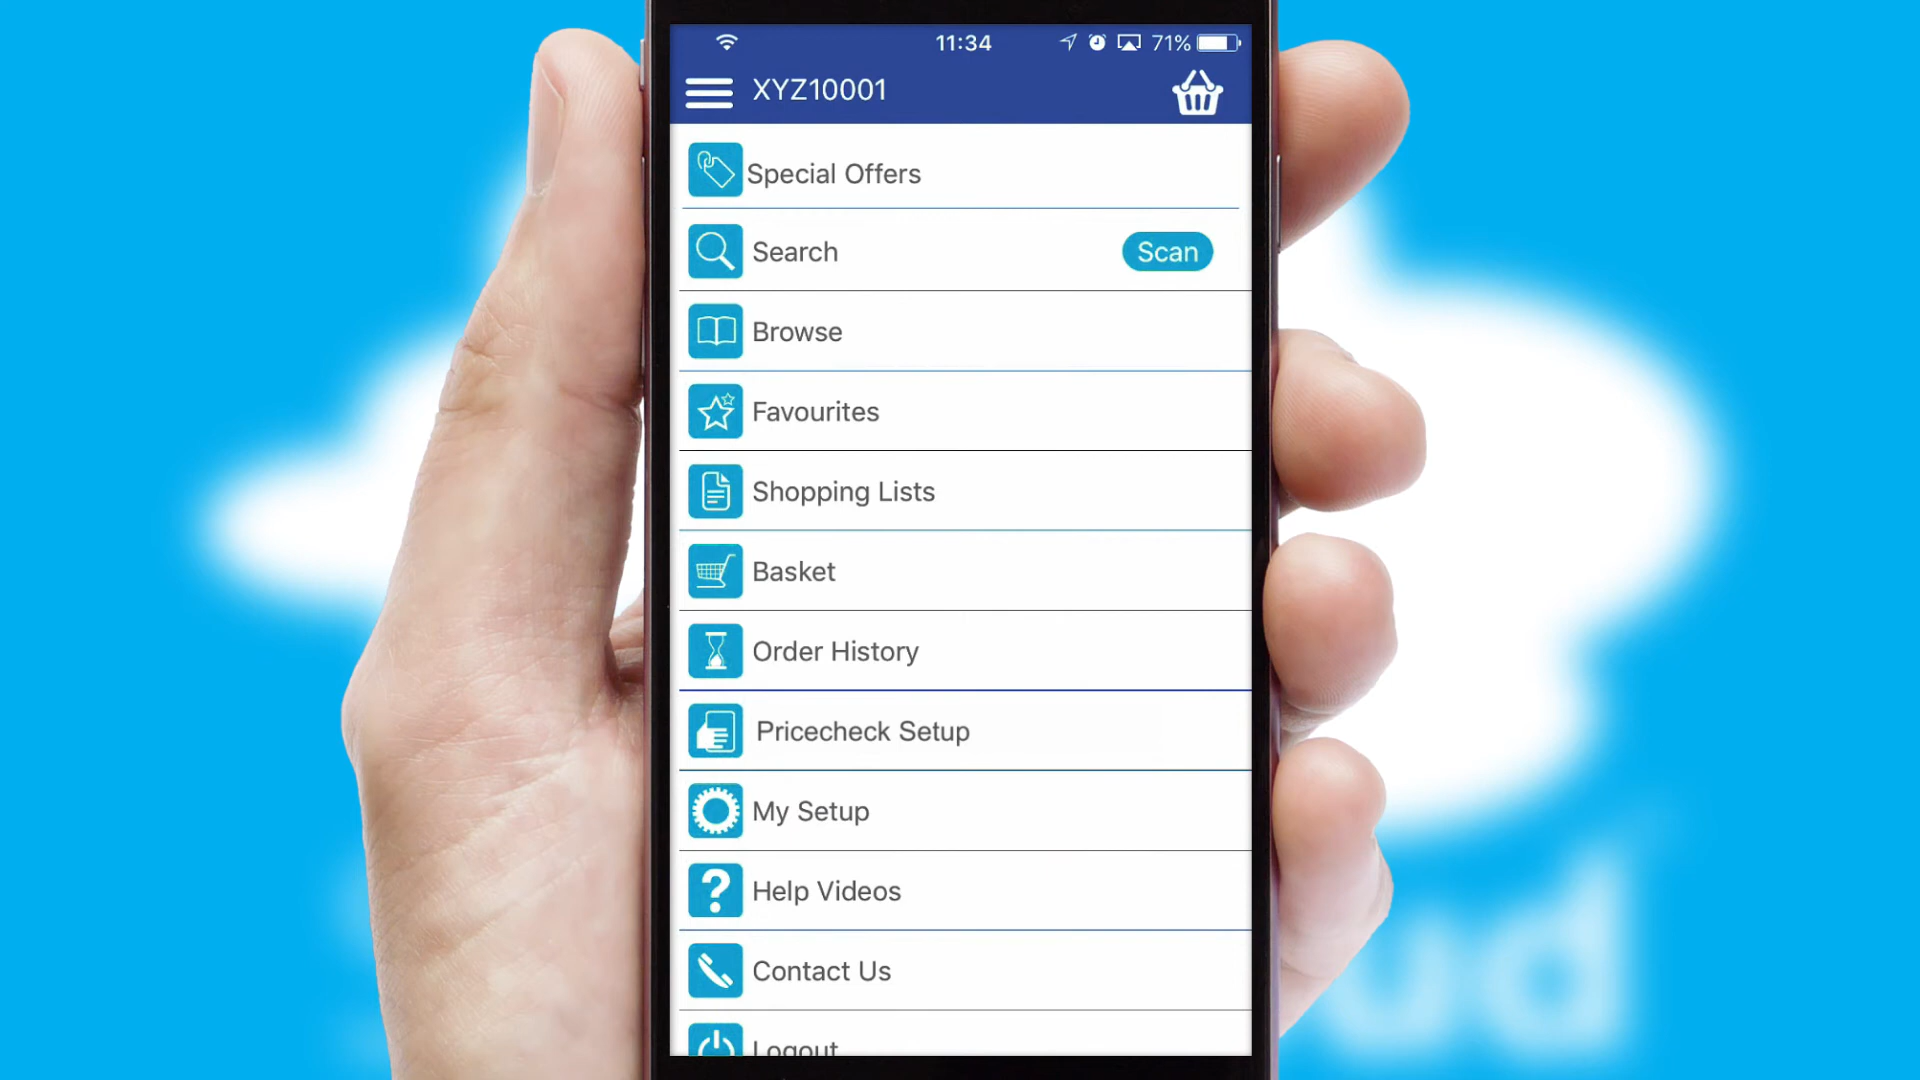 11:34 71%
XYZ10001
Special Offers
Search Scan
Browse
Favourites
Shopping Lists
Basket
Order History
Pricecheck Setup
My Setup
Help Videos
Contact Us
Logout
ud